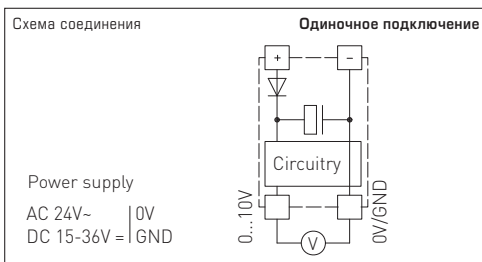 Схема соединения
Одиночное подключение
+
−
Circuitry
Power supply
AC 24V~ | 0V
DC 15-36V = | GND
0...10V
V
0V/GND